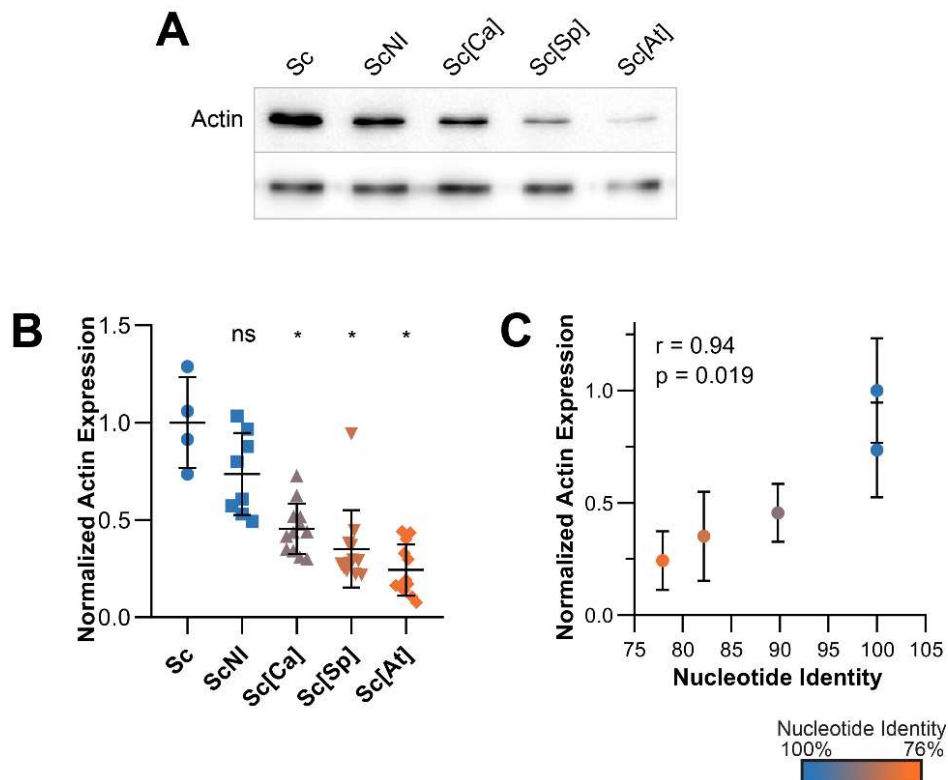 A
Sc ScNI Sc[Ca] Sc[Sp] Sc[At]
Actin
B
Normalized Actin Expression
1.5
1.0
0.5
0.0
ns * * *
Sc ScNI Sc[Ca] Sc[Sp] Sc[At]
C
Normalized Actin Expression
r = 0.94
p = 0.019
1.0
0.5
0.0
75 80 85 90 95 100 105
Nucleotide Identity
Nucleotide Identity
100% 76%